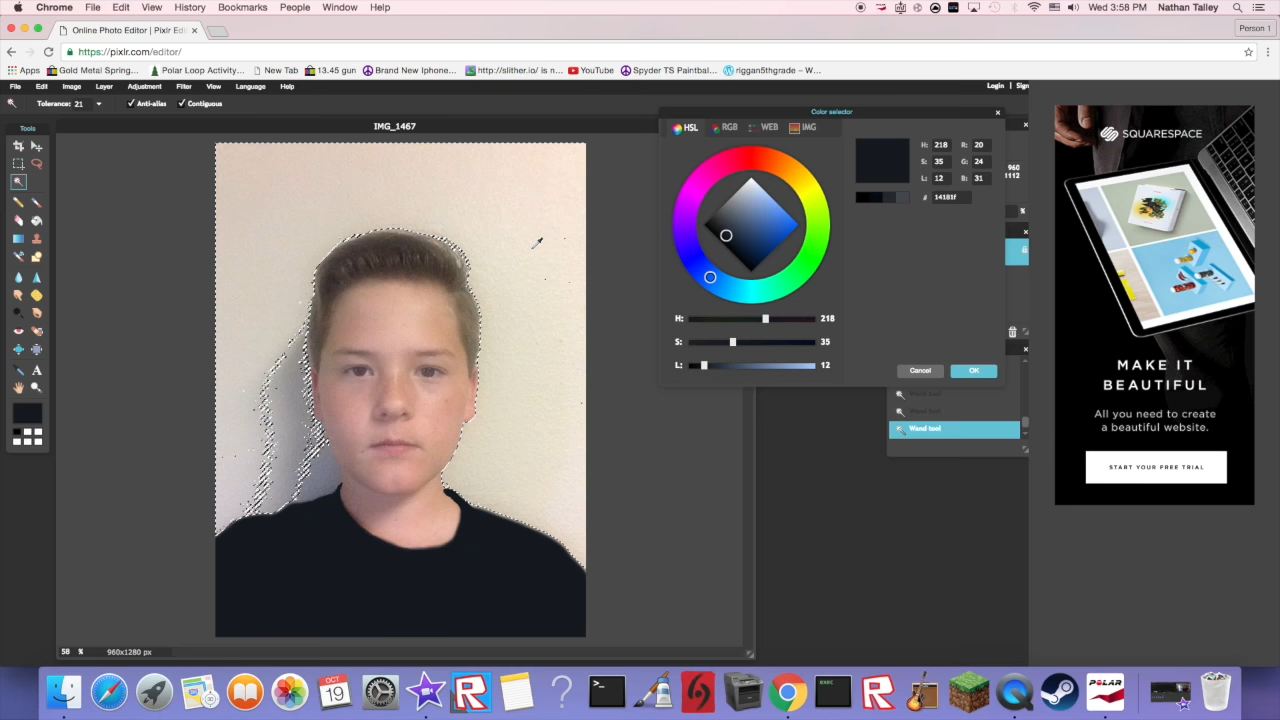 Chrome File Edit View History Bookmarks People Window Help Wed 3:58 PM Nathan Talley
Online Photo Editor | Pixlr Edi Person 1
https://pixlr.com/editor/
Apps Gold Metal Spring... Polar Loop Activity... New Tab 13.45 gun Brand New Iphone... http://slither.io/ is n... YouTube Spyder TS Paintbal... riggan5thgrade – W...
File Edit Image Layer Adjustment Filter View Language Help Login | Sign
Tolerance: 21 Anti-alias Contiguous
Tools
IMG_1467
58 % 960x1280 px
Color selector
HSL RGB WEB IMG
H: 218 R: 20
S: 35 G: 24
L: 12 B: 31
# 14181f
H: 218
S: 35
L: 12
Cancel OK
960
1112
%
Wand tool
Wand tool
Wand tool
SQUARESPACE
MAKE IT
BEAUTIFUL
All you need to create
a beautiful website.
START YOUR FREE TRIAL
OCT
19
exec
POLAR